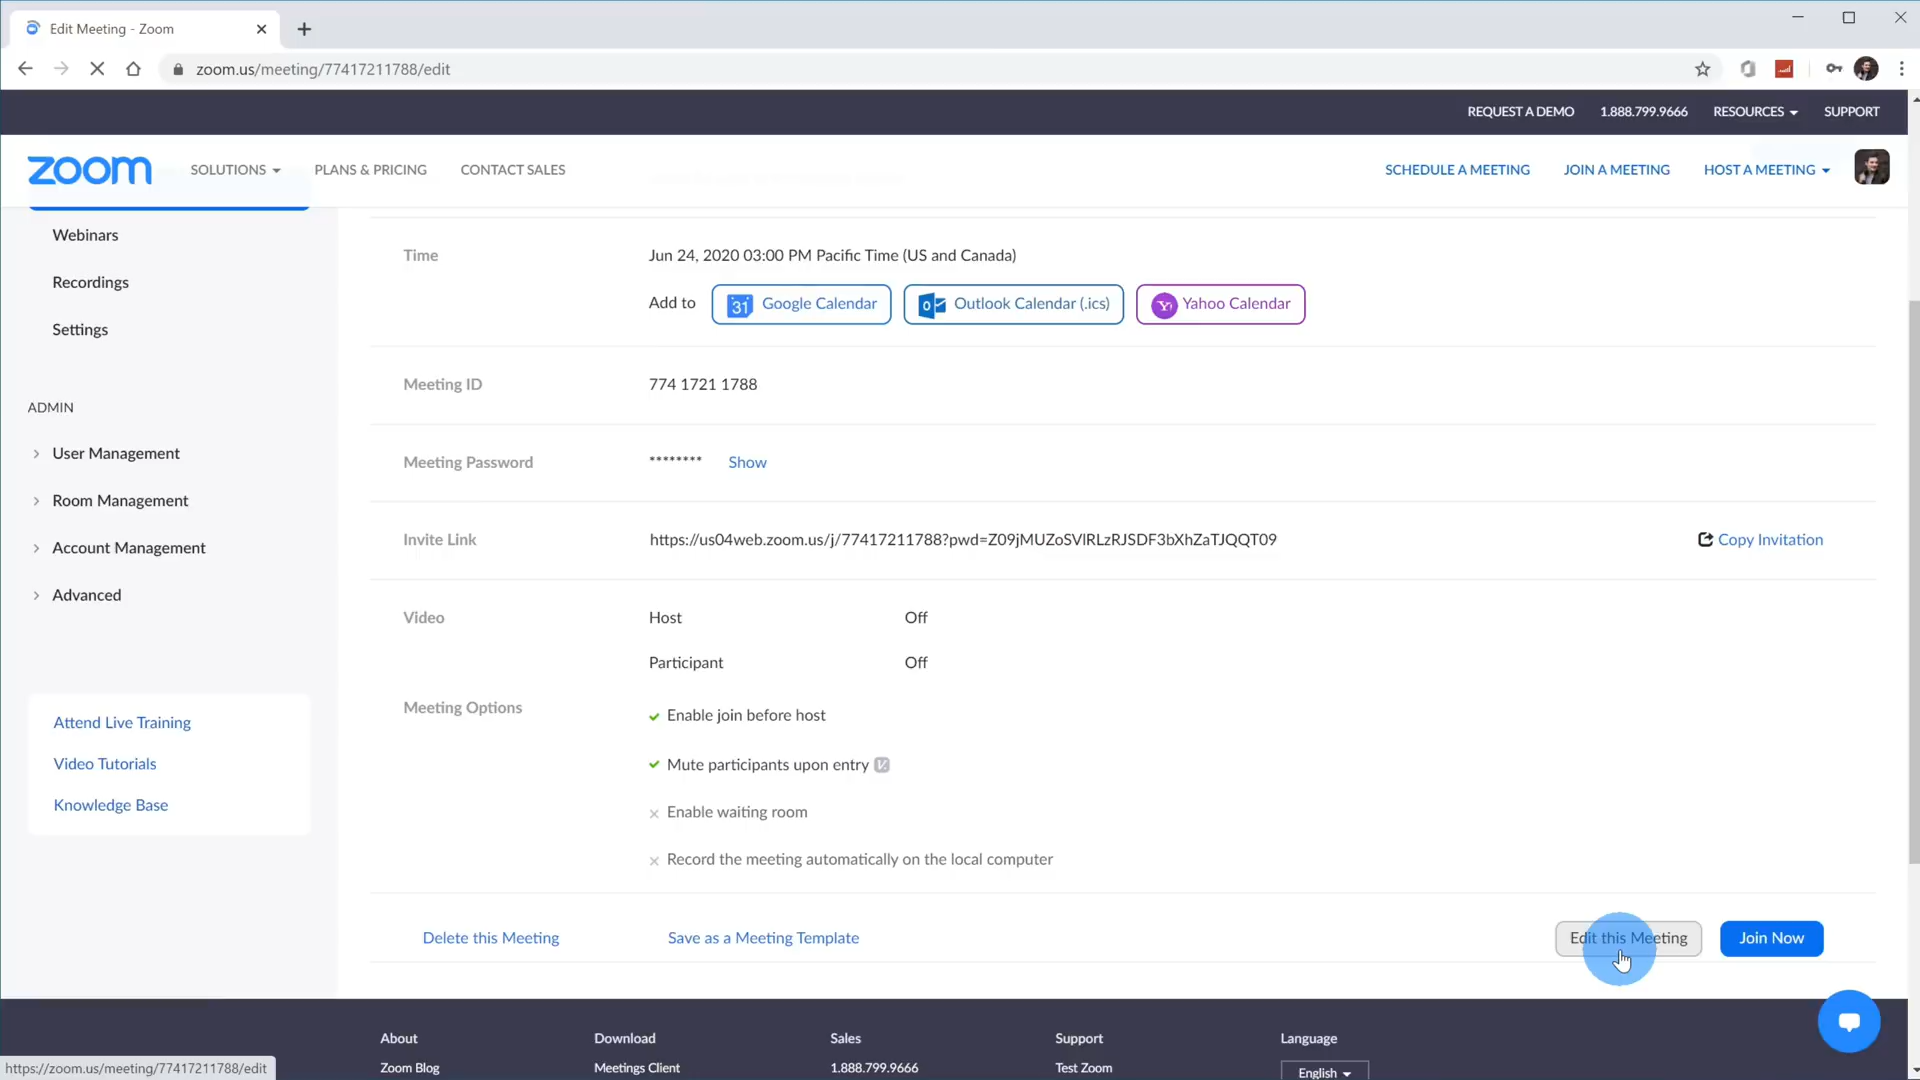 Edit Meeting - Zoom
zoom.us/meeting/77417211788/edit
REQUEST A DEMO 1.888.799.9666 RESOURCES SUPPORT
zoom SOLUTIONS PLANS & PRICING CONTACT SALES SCHEDULE A MEETING JOIN A MEETING HOST A MEETING
Webinars
Recordings
Settings
ADMIN
User Management
Room Management
Account Management
Advanced
Attend Live Training
Video Tutorials
Knowledge Base
Time Jun 24, 2020 03:00 PM Pacific Time (US and Canada)
Add to 31 Google Calendar Outlook Calendar (.ics) Yahoo Calendar
Meeting ID 774 1721 1788
Meeting Password ******** Show
Invite Link https://us04web.zoom.us/j/77417211788?pwd=Z09jMUZoSVlRLzRJSDF3bXhZaTJQQT09 Copy Invitation
Video Host Off
Participant Off
Meeting Options
Enable join before host
Mute participants upon entry
Enable waiting room
Record the meeting automatically on the local computer
Delete this Meeting Save as a Meeting Template Edit this Meeting Join Now
About Download Sales Support Language
Zoom Blog Meetings Client 1.888.799.9666 Test Zoom English
https://zoom.us/meeting/77417211788/edit